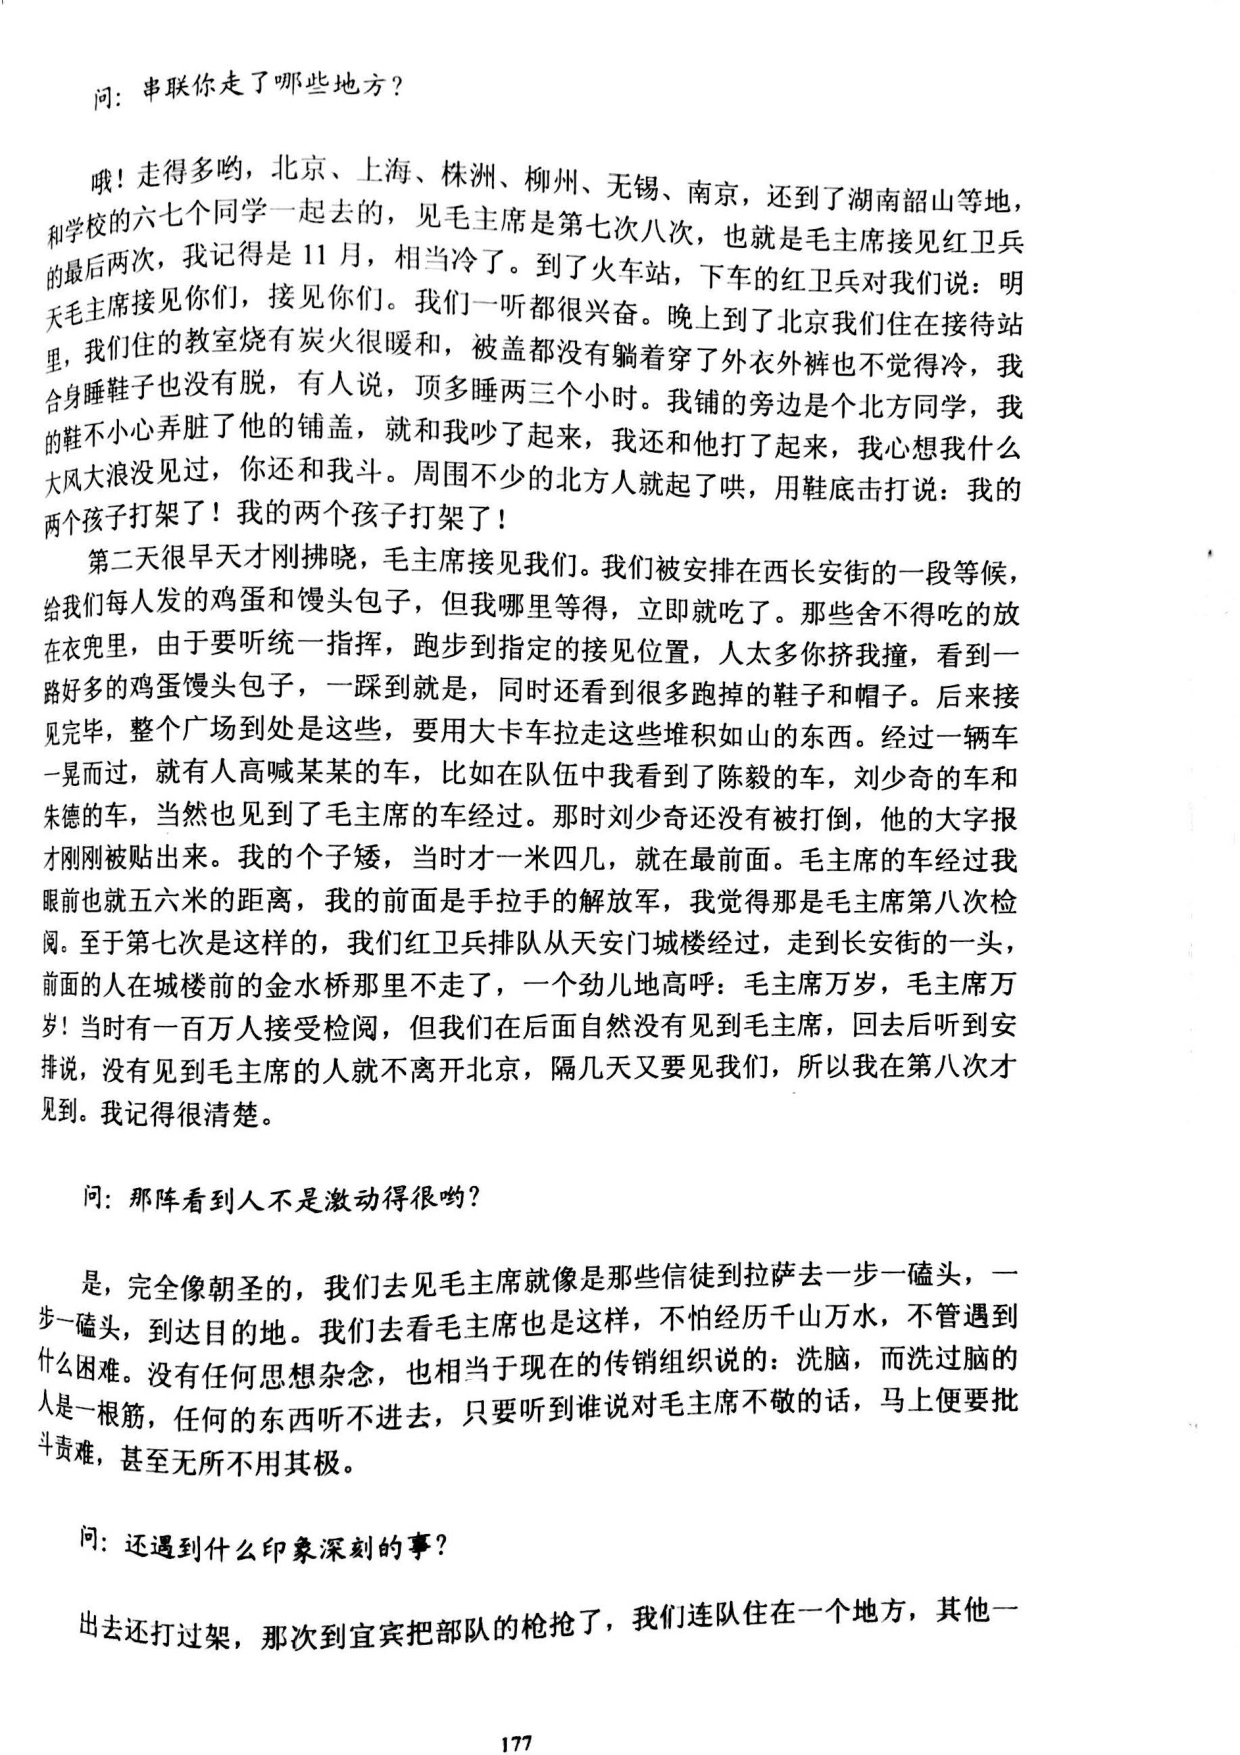 问：串联你走了哪些地方？
哦！走得多哟，北京、上海、株洲、柳州、无锡、南京，还到了湖南韶山等地，
和学校的六七个同学一起去的，见毛主席是第七次八次，也就是毛主席接见红卫兵
的最后两次，我记得是 11 月，相当冷了。到了火车站，下车的红卫兵对我们说：明
天毛主席接见你们，接见你们。我们一听都很兴奋。晚上到了北京我们住在接待站
里，我们住的教室烧有炭火很暖和，被盖都没有躺着穿了外衣外裤也不觉得冷，我
合身睡鞋子也没有脱，有人说，顶多睡两三个小时。我铺的旁边是个北方同学，我
的鞋不小心弄脏了他的铺盖，就和我吵了起来，我还和他打了起来，我心想我什么
大风大浪没见过，你还和我斗。周围不少的北方人就起了哄，用鞋底击打说：我的
两个孩子打架了！我的两个孩子打架了！
第二天很早天才刚拂晓，毛主席接见我们。我们被安排在西长安街的一段等候，
给我们每人发的鸡蛋和馒头包子，但我哪里等得，立即就吃了。那些舍不得吃的放
在衣兜里，由于要听统一指挥，跑步到指定的接见位置，人太多你挤我撞，看到一
路好多的鸡蛋馒头包子，一踩到就是，同时还看到很多跑掉的鞋子和帽子。后来接
见完毕，整个广场到处是这些，要用大卡车拉走这些堆积如山的东西。经过一辆车
一晃而过，就有人高喊某某的车，比如在队伍中我看到了陈毅的车，刘少奇的车和
朱德的车，当然也见到了毛主席的车经过。那时刘少奇还没有被打倒，他的大字报
才刚刚被贴出来。我的个子矮，当时才一米四几，就在最前面。毛主席的车经过我
眼前也就五六米的距离，我的前面是手拉手的解放军，我觉得那是毛主席第八次检
阅。至于第七次是这样的，我们红卫兵排队从天安门城楼经过，走到长安街的一头，
前面的人在城楼前的金水桥那里不走了，一个劲儿地高呼：毛主席万岁，毛主席万
岁！当时有一百万人接受检阅，但我们在后面自然没有见到毛主席，回去后听到安
排说，没有见到毛主席的人就不离开北京，隔几天又要见我们，所以我在第八次才
见到。我记得很清楚。
问：那阵看到人不是激动得很哟？
是，完全像朝圣的，我们去见毛主席就像是那些信徒到拉萨去一步一磕头，一
步一磕头，到达目的地。我们去看毛主席也是这样，不怕经历千山万水，不管遇到
什么困难。没有任何思想杂念，也相当于现在的传销组织说的：洗脑，而洗过脑的
人是一根筋，任何的东西听不进去，只要听到谁说对毛主席不敬的话，马上便要批
斗责难，甚至无所不用其极。
问：还遇到什么印象深刻的事？
出去还打过架，那次到宜宾把部队的枪抢了，我们连队住在一个地方，其他一
177